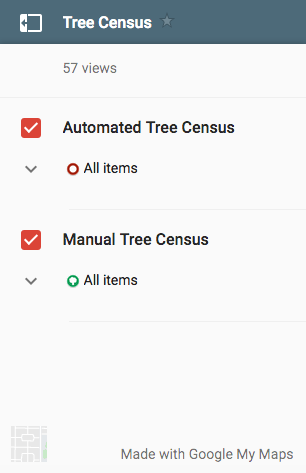 Tree Census
57 views
Automated Tree Census
All items
Manual Tree Census
All items
Made with Google My Maps